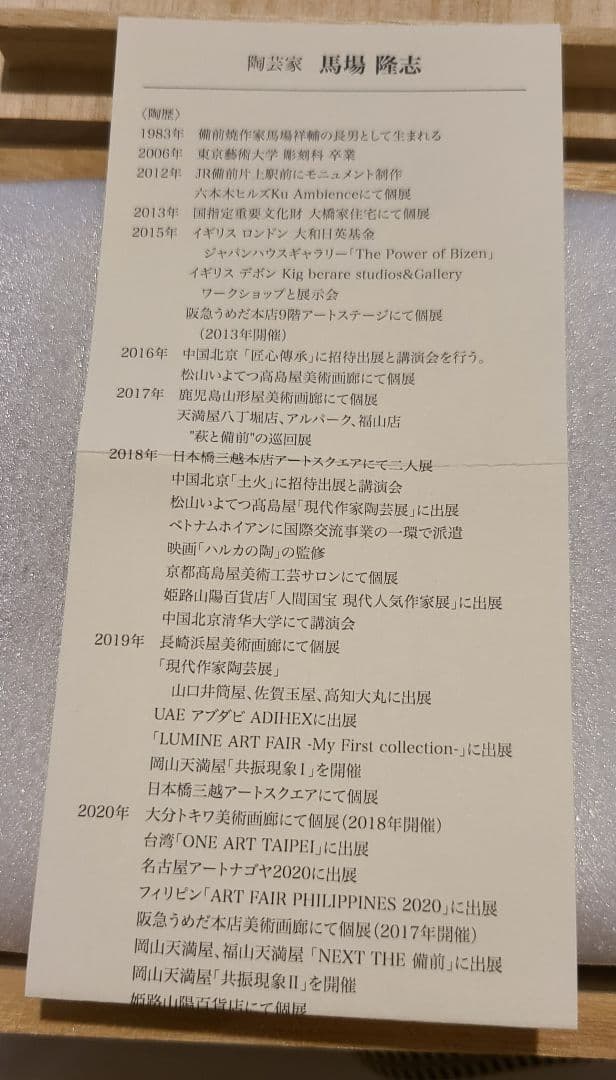 陶芸家 馬場 隆志
〈陶歴〉
1983年 備前焼作家馬場祥輔の長男として生まれる
2006年 東京藝術大学 彫刻科 卒業
2012年 JR備前片上駅前にモニュメント制作
六木木ヒルズKu Ambienceにて個展
2013年 国指定重要文化財 大橋家住宅にて個展
2015年 イギリス ロンドン 大和日英基金
ジャパンハウスギャラリー「The Power of Bizen」
イギリス デボン Kig berare studios&Gallery
ワークショップと展示会
阪急うめだ本店9階アートステージにて個展
(2013年開催)
2016年 中国北京「匠心傳承」に招待出展と講演会を行う。
松山いよてつ高島屋美術画廊にて個展
2017年 鹿児島山形屋美術画廊にて個展
天満屋八丁堀店、アルパーク、福山店
"萩と備前"の巡回展
2018年 日本橋三越本店アートスクエアにて二人展
中国北京「土火」に招待出展と講演会
松山いよてつ髙島屋「現代作家陶芸展」に出展
ベトナムホイアンに国際交流事業の一環で派遣
映画「ハルカの陶」の監修
京都髙島屋美術工芸サロンにて個展
姫路山陽百貨店「人間国宝 現代人気作家展」に出展
中国北京清华大学にて講演会
2019年 長崎浜屋美術画廊にて個展
「現代作家陶芸展」
山口井筒屋、佐賀玉屋、高知大丸に出展
UAE アブダビ ADIHEXに出展
「LUMINE ART FAIR -My First collection-」に出展
岡山天満屋「共振現象Ⅰ」を開催
日本橋三越アートスクエアにて個展
2020年 大分トキワ美術画廊にて個展(2018年開催)
台湾「ONE ART TAIPEI」に出展
名古屋アートナゴヤ2020に出展
フィリピン「ART FAIR PHILIPPINES 2020」に出展
阪急うめだ本店美術画廊にて個展(2017年開催)
岡山天満屋、福山天満屋 「NEXT THE 備前」に出展
岡山天満屋「共振現象Ⅱ」を開催
姫路山陽百貨店にて個展